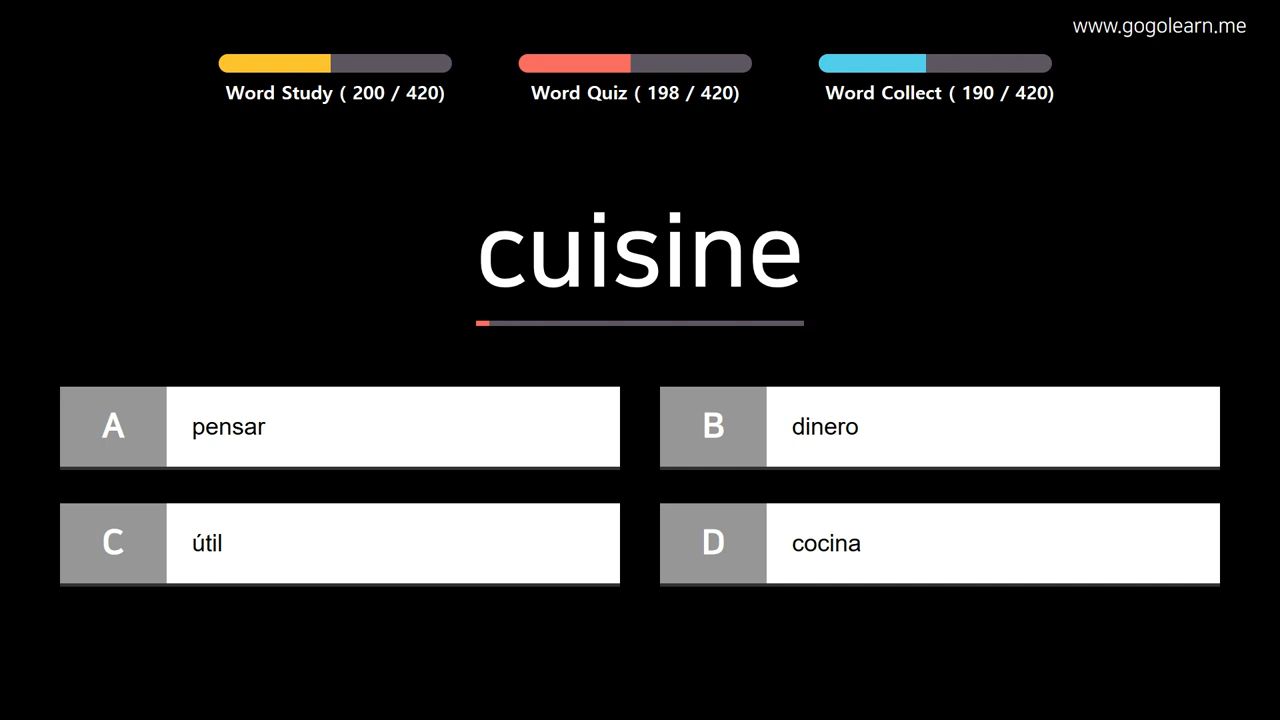 www.gogolearn.me
Word Study ( 200 / 420)
Word Quiz ( 198 / 420)
Word Collect ( 190 / 420)
cuisine
A pensar
B dinero
C útil
D cocina